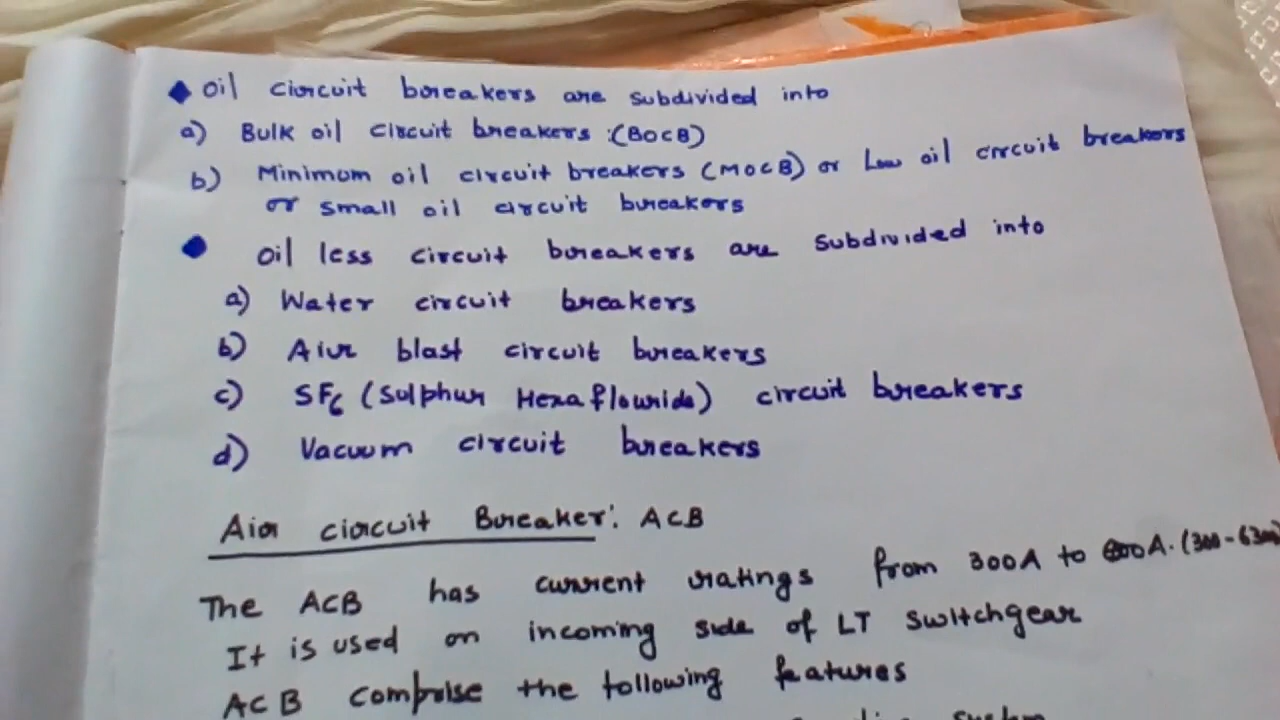 Oil circuit breakers are subdivided into
a) Bulk oil circuit breakers :(BOCB)
b) Minimum oil circuit breakers (MOCB) or Low oil circuit breakers
or small oil circuit breakers
Oil less circuit breakers are subdivided into
a) Water circuit breakers
b) Air blast circuit breakers
c) SF6 (Sulphur Hexaflouride) circuit breakers
d) Vacuum circuit breakers
Air circuit Breaker: ACB
The ACB has current ratings from 300A to
It is used on incoming side of LT switchgear
ACB comprise the following features
system